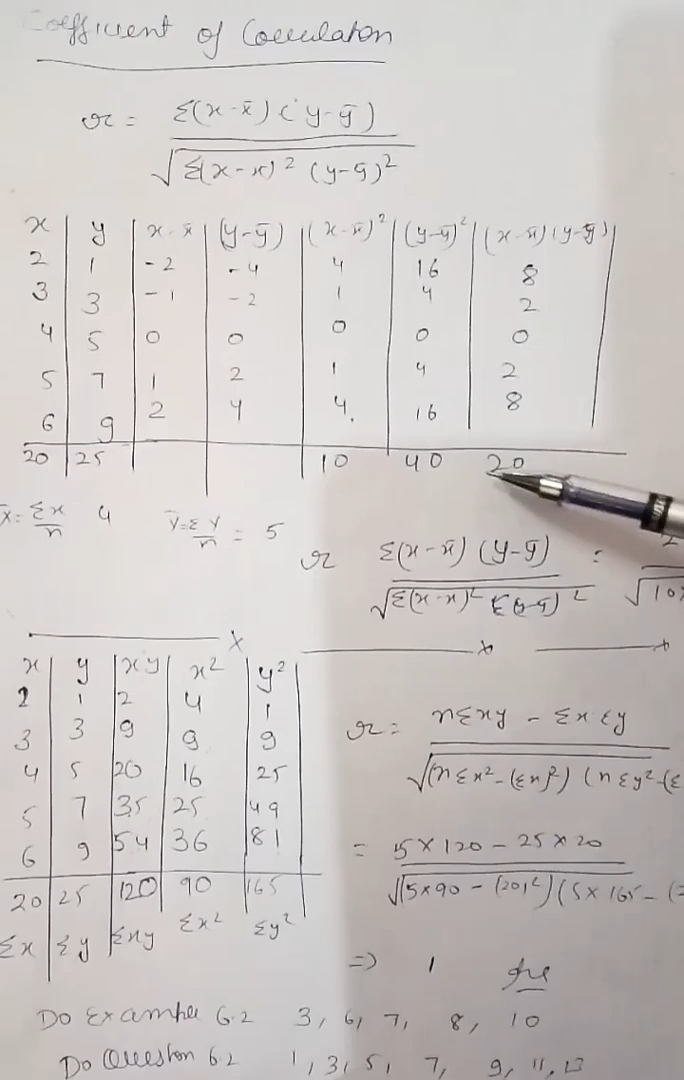 Coefficient of Correlation
r = Σ(x-x̄) (y-ȳ) / √Σ(x-x̄)² (y-ȳ)²
x | y | x-x̄ | (y-ȳ) | (x-x̄)² | (y-ȳ)² | (x-x̄)(y-ȳ)
2 | 1 | -2 | -4 | 4 | 16 | 8
3 | 3 | -1 | -2 | 1 | 4 | 2
4 | 5 | 0 | 0 | 0 | 0 | 0
5 | 7 | 1 | 2 | 1 | 4 | 2
6 | 9 | 2 | 4 | 4. | 16 | 8
20 | 25 | 10 | 40 | 20
x̄ = Σx/n 4 ȳ = Σy/n = 5
r Σ(x-x̄) (y-ȳ) / √Σ(x-x̄)² Σ(y-ȳ)² =
x
x | y | xy | x² | y²
2 | 1 | 2 | 4 | 1
3 | 3 | 9 | 9 | 9
4 | 5 | 20 | 16 | 25
5 | 7 | 35 | 25 | 49
6 | 9 | 54 | 36 | 81
20 | 25 | 120 | 90 | 165
Σx | Σy | Σxy | Σx² | Σy²
r = nΣxy - Σx Σy / √(nΣx²-(Σx)²) (nΣy²-(Σ
= 5×120 - 25×20 / √(5×90 - (20)²) (5×165 - (
=> 1
Do Example 6.2 3, 6, 7, 8, 10
Do Question 6.2 1, 3, 5, 7, 9, 11, 13